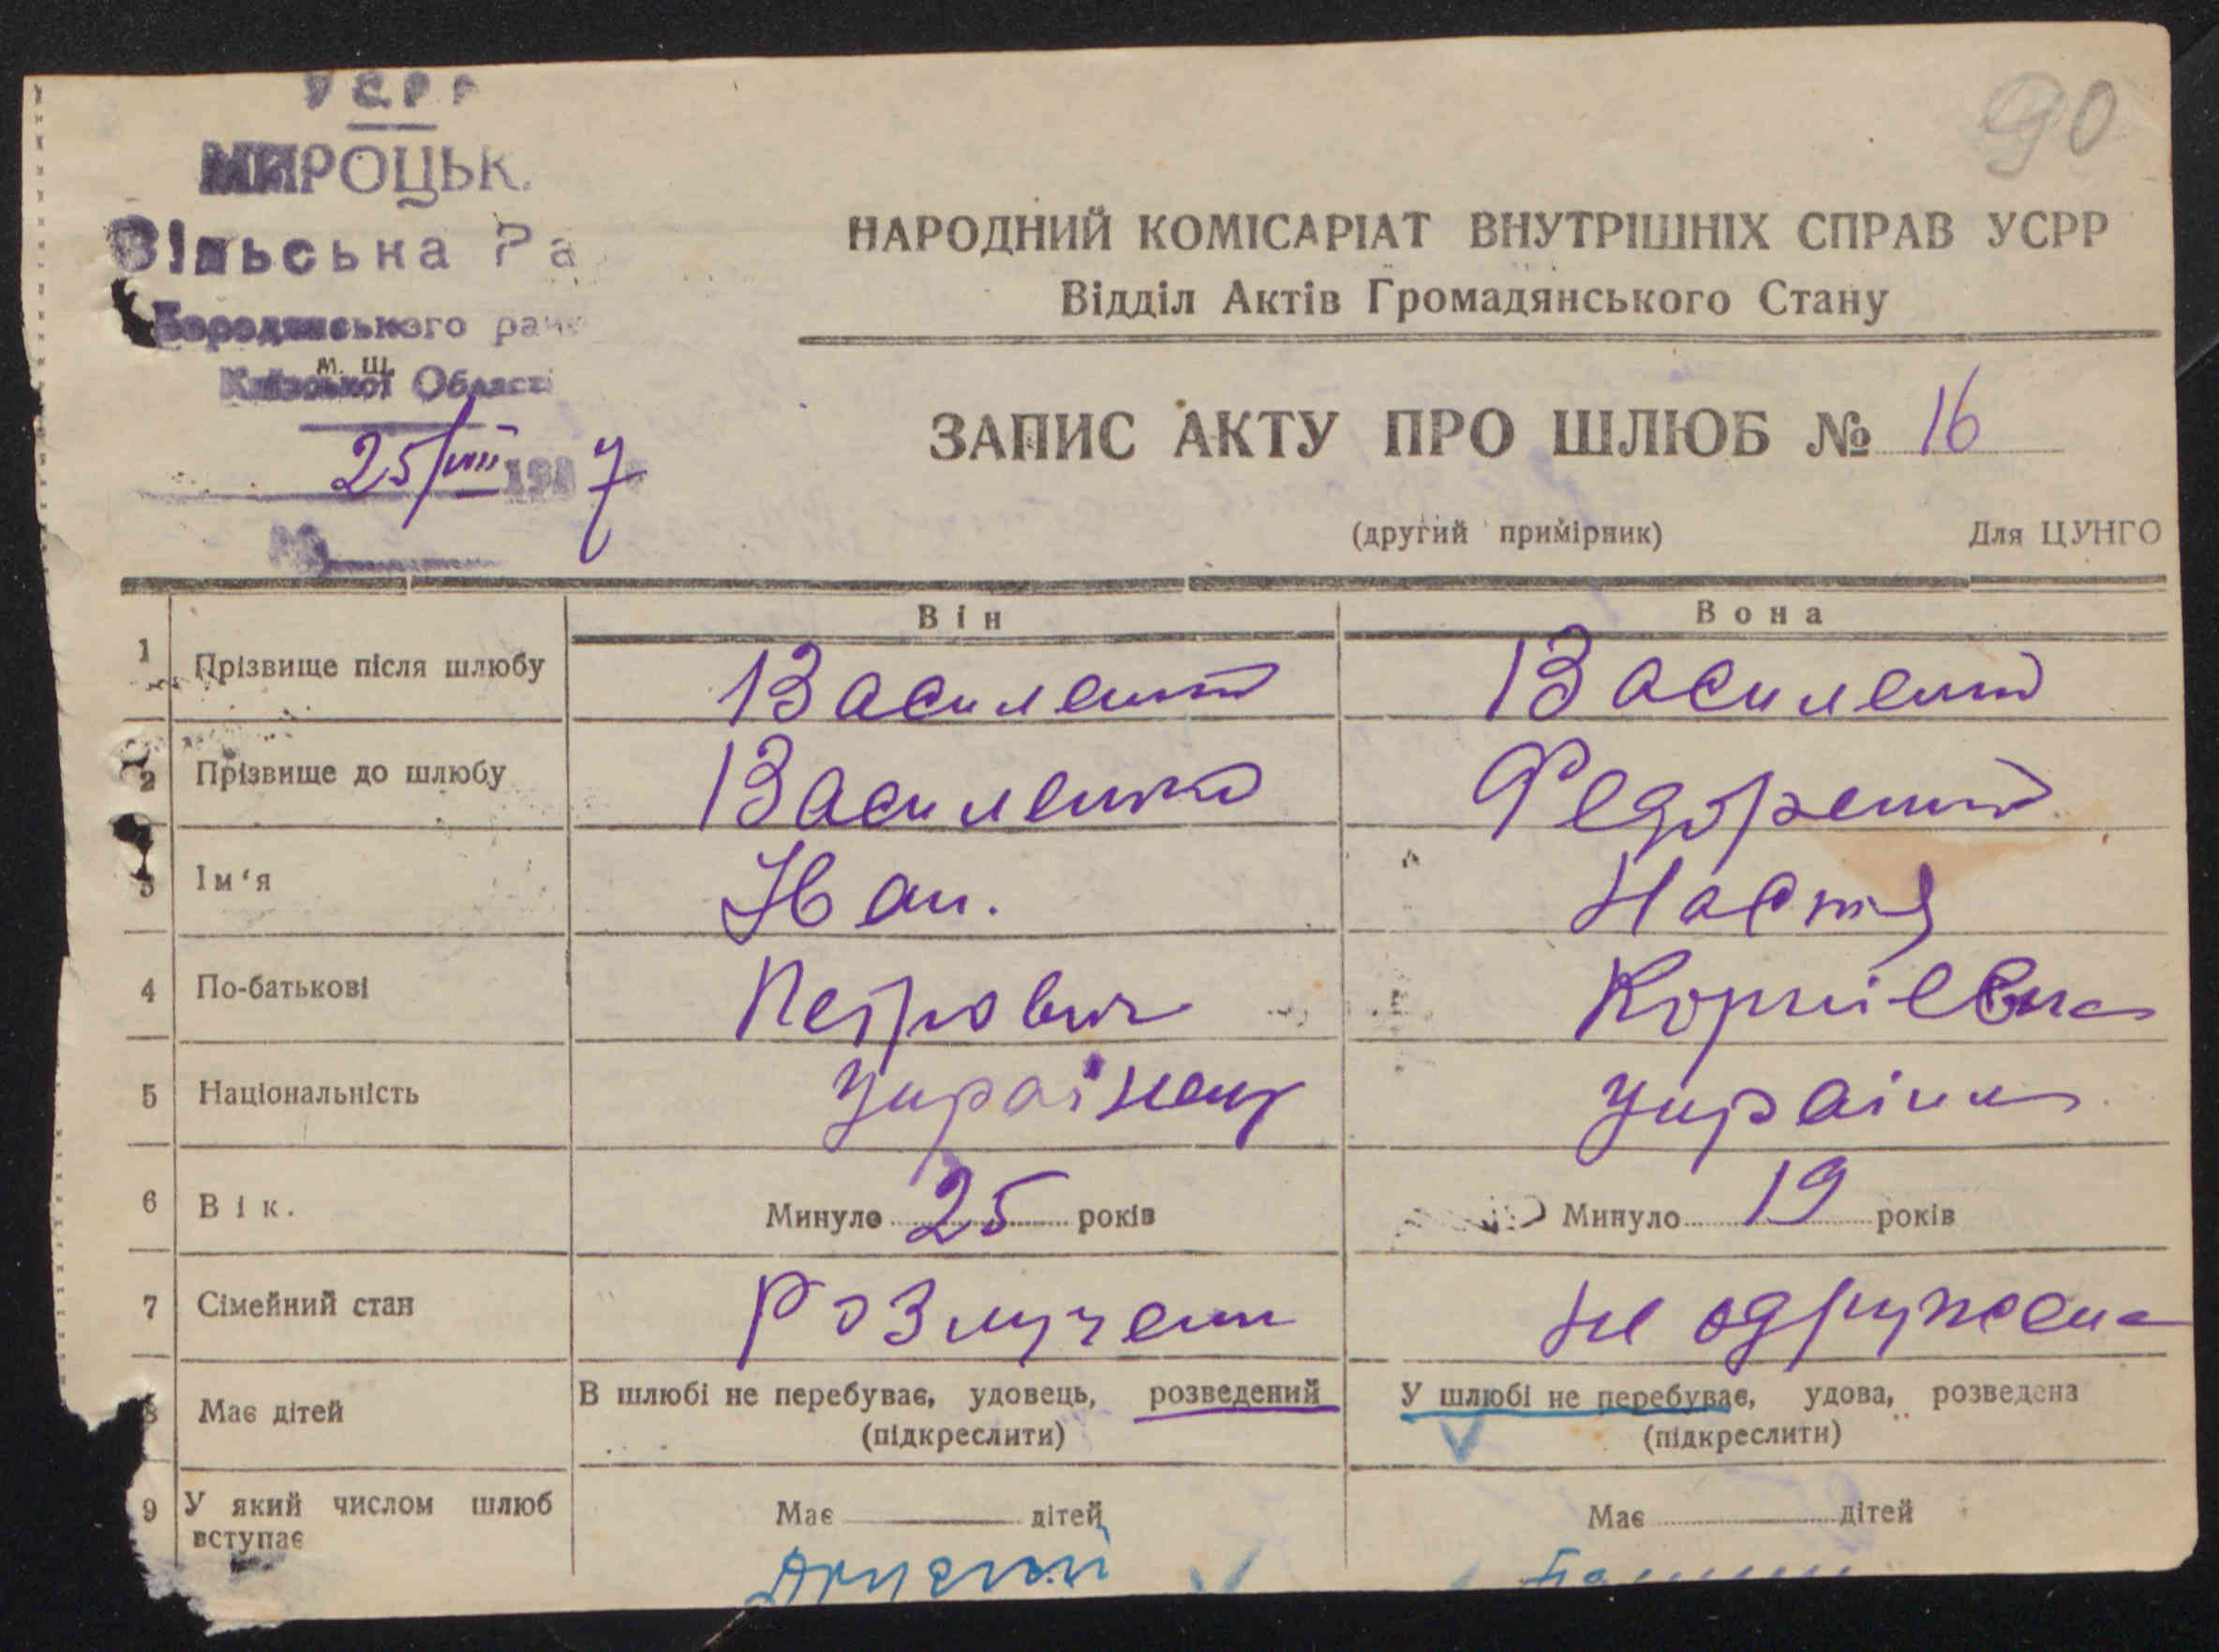 УСРР
90
МИРОЦЬК.
Сільська Ра
Бородянського райо
М. Ш.
Київської Області
25/VIII 1937
НАРОДНИЙ КОМІСАРІАТ ВНУТРІШНІХ СПРАВ УСРР
Відділ Актів Громадянського Стану
ЗАПИС АКТУ ПРО ШЛЮБ № 16
(другий примірник) Для ЦУНГО
Він Вона
1 Прізвище після шлюбу Василенко Василенко
2 Прізвище до шлюбу Василенко Федоренко
3 Ім'я Іван. Настя
4 По-батькові Петрович Корніевна
5 Національність Українець Українка
6 Вік. Минуло 25 років Минуло 19 років
7 Сімейний стан Розлучений не одружена
8 Має дітей В шлюбі не перебуває, удовець, розведений У шлюбі не перебуває, удова, розведена
(підкреслити) (підкреслити)
9 У який числом шлюб вступає Має дітей Має дітей
Другий